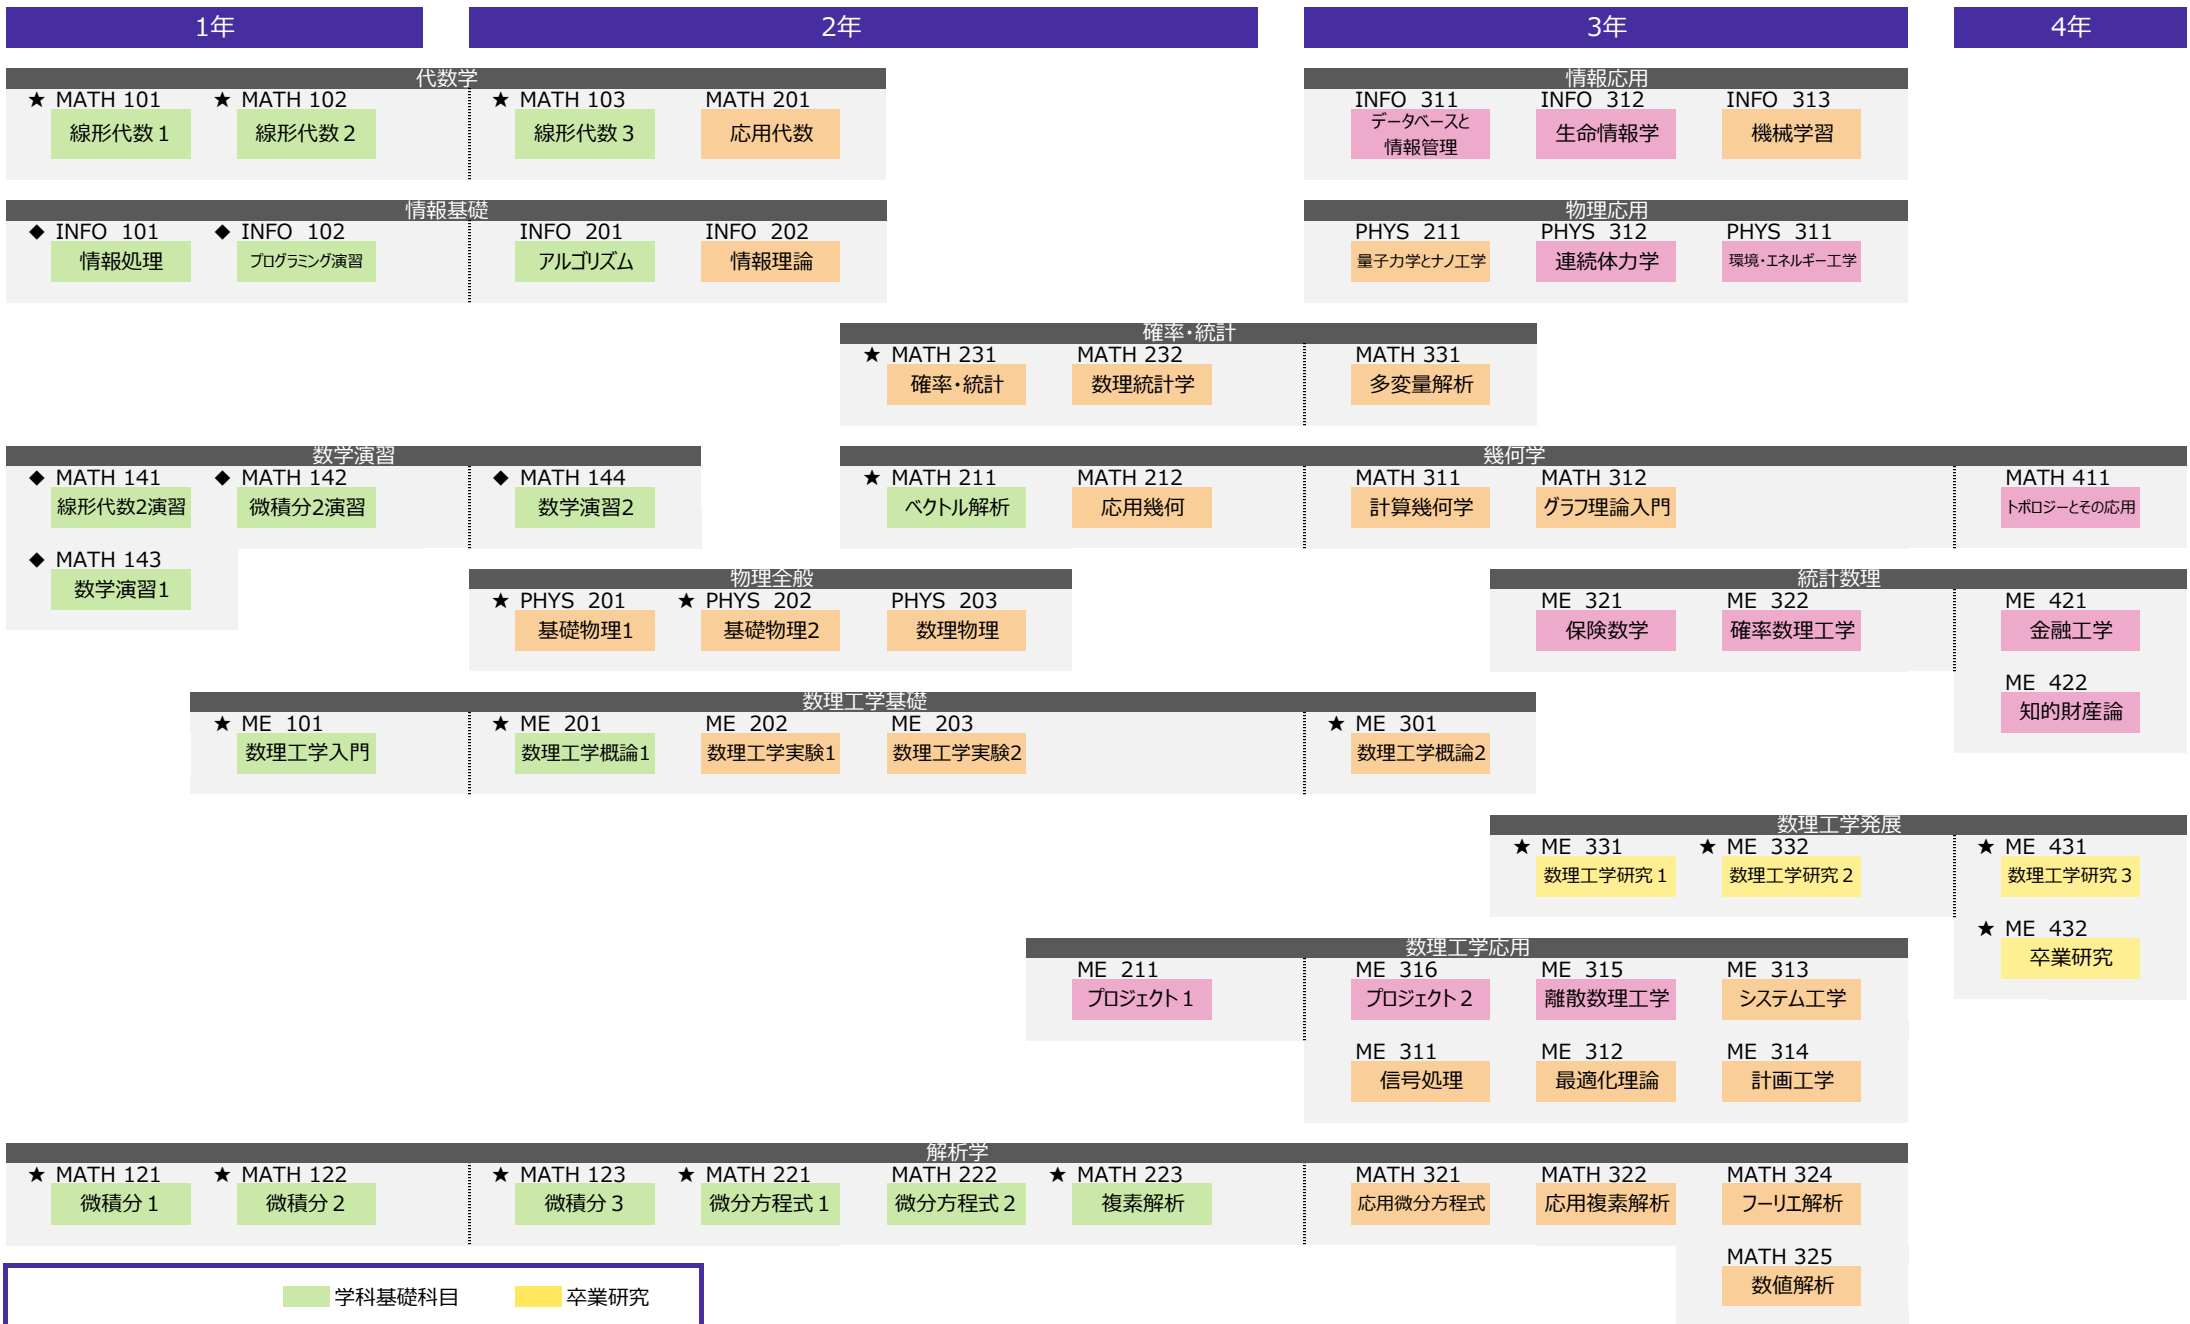 1年 2年 3年 4年
代数学
★ MATH 101 ★ MATH 102 ★ MATH 103 MATH 201
線形代数１ 線形代数２ 線形代数３ 応用代数
情報応用
INFO 311 INFO 312 INFO 313
データベースと
情報管理
生命情報学 機械学習
情報基礎
◆ INFO 101 ◆ INFO 102 INFO 201 INFO 202
情報処理 プログラミング演習 アルゴリズム 情報理論
物理応用
PHYS 211 PHYS 312 PHYS 311
量子力学とナノ工学 連続体力学 環境・エネルギー工学
確率・統計
★ MATH 231 MATH 232 MATH 331
確率・統計 数理統計学 多変量解析
数学演習
◆ MATH 141 ◆ MATH 142 ◆ MATH 144
線形代数2演習 微積分2演習 数学演習2
◆ MATH 143
数学演習1
幾何学
★ MATH 211 MATH 212 MATH 311 MATH 312 MATH 411
ベクトル解析 応用幾何 計算幾何学 グラフ理論入門 トポロジーとその応用
物理全般
★ PHYS 201 ★ PHYS 202 PHYS 203
基礎物理1 基礎物理2 数理物理
統計数理
ME 321 ME 322 ME 421
保険数学 確率数理工学 金融工学
ME 422
知的財産論
数理工学基礎
★ ME 101 ★ ME 201 ME 202 ME 203 ★ ME 301
数理工学入門 数理工学概論1 数理工学実験1 数理工学実験2 数理工学概論2
数理工学発展
★ ME 331 ★ ME 332 ★ ME 431
数理工学研究１ 数理工学研究２ 数理工学研究３
★ ME 432
卒業研究
数理工学応用
ME 211 ME 316 ME 315 ME 313
プロジェクト１ プロジェクト２ 離散数理工学 システム工学
ME 311 ME 312 ME 314
信号処理 最適化理論 計画工学
解析学
★ MATH 121 ★ MATH 122 ★ MATH 123 ★ MATH 221 MATH 222 ★ MATH 223 MATH 321 MATH 322 MATH 324
微積分１ 微積分２ 微積分３ 微分方程式１ 微分方程式２ 複素解析 応用微分方程式 応用複素解析 フーリエ解析
MATH 325
数値解析
学科基礎科目 卒業研究